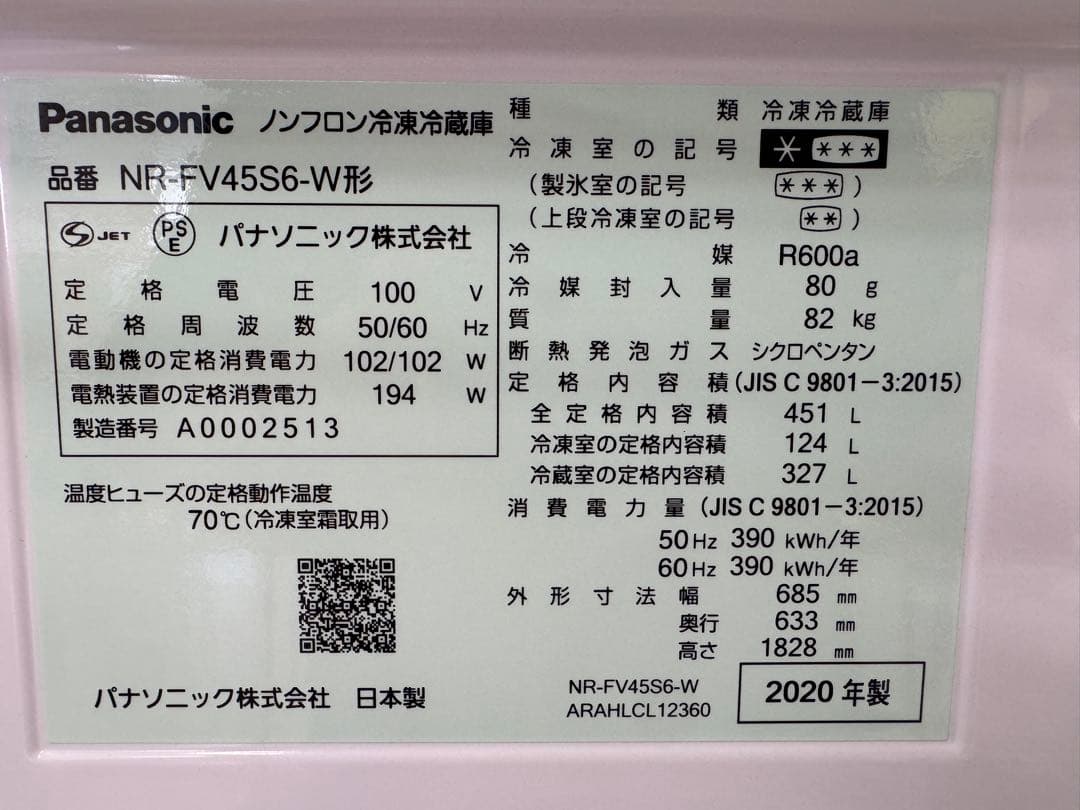 Panasonic ノンフロン冷凍冷蔵庫
品番 NR-FV45S6-W形
JET PSE パナソニック株式会社
定格電圧 100 V
定格周波数 50/60 Hz
電動機の定格消費電力 102/102 W
電熱装置の定格消費電力 194 W
製造番号 A0002513
温度ヒューズの定格動作温度
70℃(冷凍室霜取用)
パナソニック株式会社 日本製
種類 冷凍冷蔵庫
冷凍室の記号 * ***
(製氷室の記号 ***)
(上段冷凍室の記号 **)
冷媒 R600a
冷媒封入量 80 g
質量 82 kg
断熱発泡ガス シクロペンタン
定格内容積 (JIS C 9801-3:2015)
全定格内容積 451 L
冷凍室の定格内容積 124 L
冷蔵室の定格内容積 327 L
消費電力量 (JIS C 9801-3:2015)
50Hz 390 kWh/年
60Hz 390 kWh/年
外形寸法 幅 685 mm
奥行 633 mm
高さ 1828 mm
NR-FV45S6-W
ARAHLCL12360
2020年製